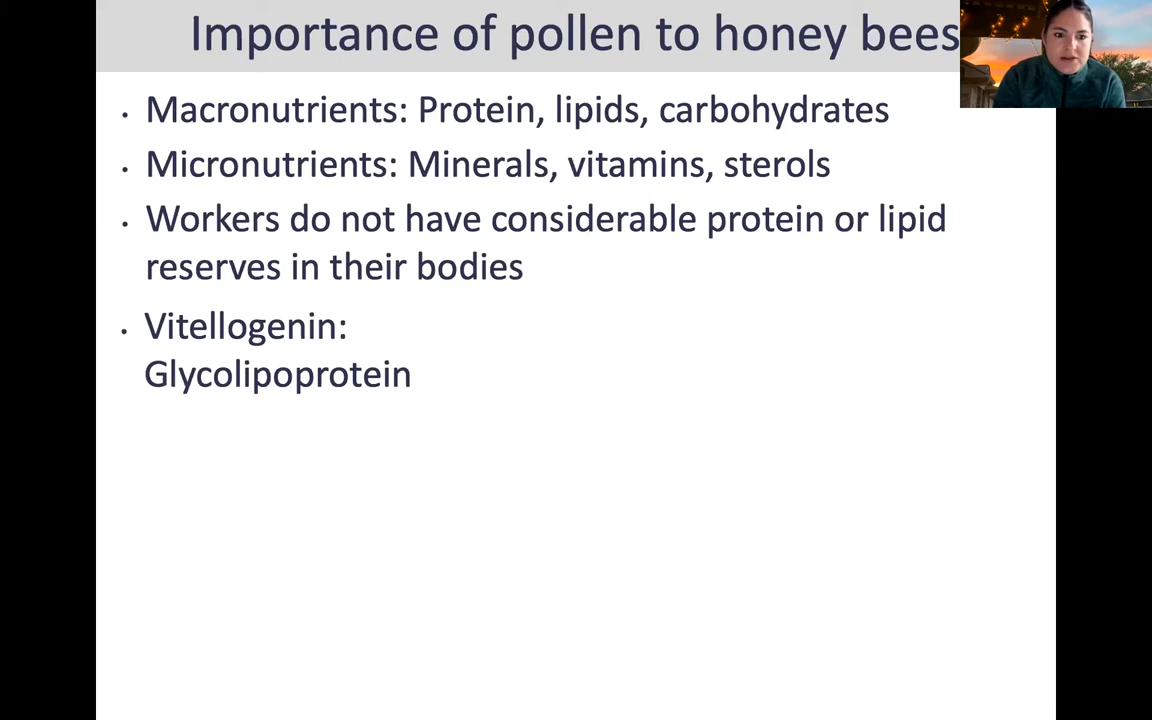 Importance of pollen to honey bees
• Macronutrients: Protein, lipids, carbohydrates
• Micronutrients: Minerals, vitamins, sterols
• Workers do not have considerable protein or lipid
reserves in their bodies
• Vitellogenin:
Glycolipoprotein